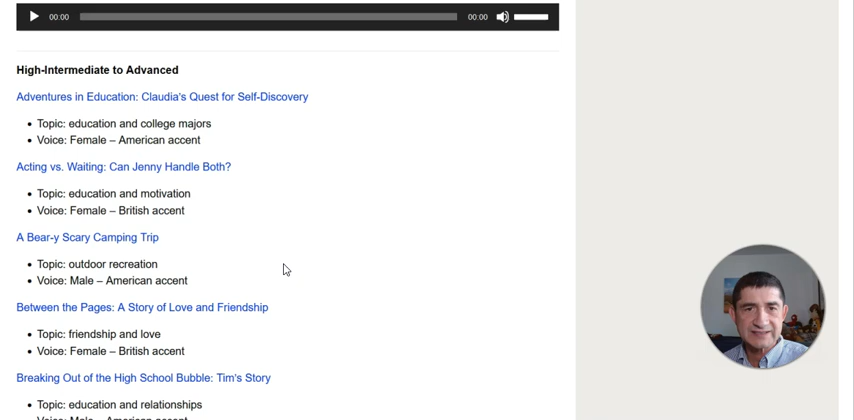 00:00 00:00
High-Intermediate to Advanced
Adventures in Education: Claudia's Quest for Self-Discovery
• Topic: education and college majors
• Voice: Female – American accent
Acting vs. Waiting: Can Jenny Handle Both?
• Topic: education and motivation
• Voice: Female – British accent
A Bear-y Scary Camping Trip
• Topic: outdoor recreation
• Voice: Male – American accent
Between the Pages: A Story of Love and Friendship
• Topic: friendship and love
• Voice: Female – British accent
Breaking Out of the High School Bubble: Tim's Story
• Topic: education and relationships
• Voice: Male – American accent